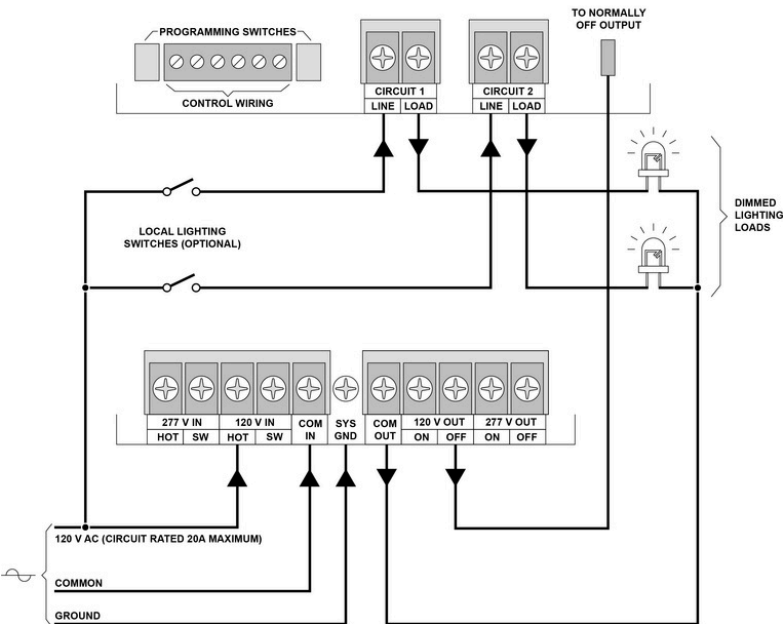 TO NORMALLY
OFF OUTPUT
PROGRAMMING SWITCHES
CONTROL WIRING
CIRCUIT 1
LINE LOAD
CIRCUIT 2
LINE LOAD
DIMMED
LIGHTING
LOADS
LOCAL LIGHTING
SWITCHES (OPTIONAL)
277 V IN
HOT SW
120 V IN
HOT SW
COM
IN
SYS
GND
COM
OUT
120 V OUT
ON OFF
277 V OUT
ON OFF
120 V AC (CIRCUIT RATED 20A MAXIMUM)
COMMON
GROUND